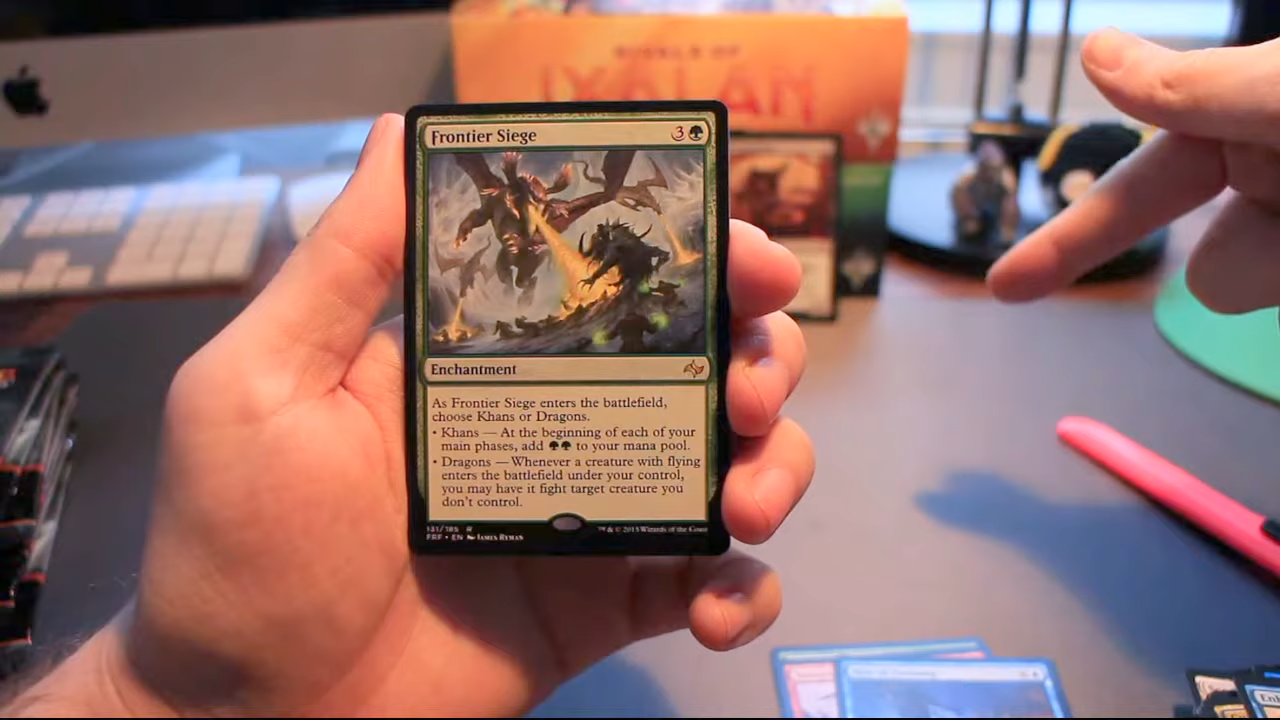 RIVALS OF
IXALAN
Frontier Siege
3
Enchantment
As Frontier Siege enters the battlefield,
choose Khans or Dragons.
• Khans — At the beginning of each of your
main phases, add to your mana pool.
• Dragons — Whenever a creature with flying
enters the battlefield under your control,
you may have it fight target creature you
don't control.
131/185 R
FRF • EN James Ryman
™ & © 2015 Wizards of the Coast